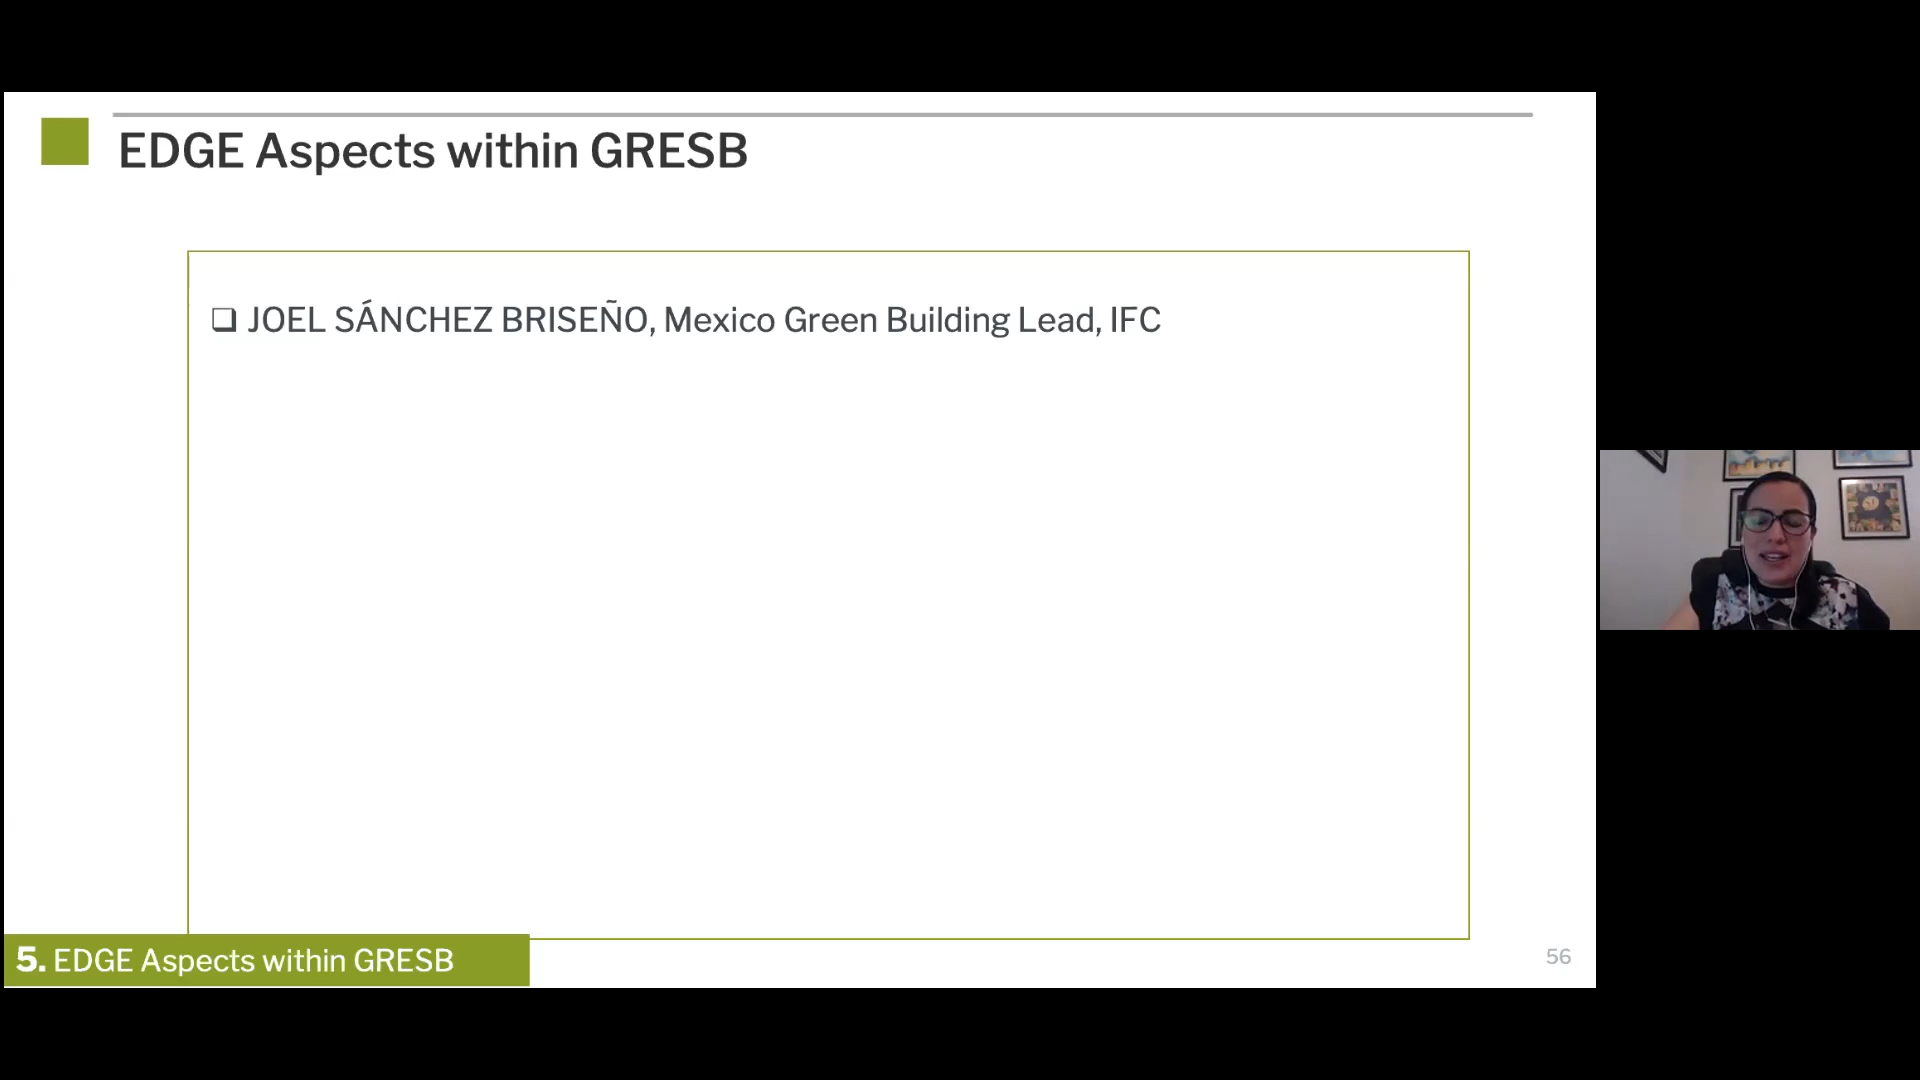 EDGE Aspects within GRESB
❑ JOEL SÁNCHEZ BRISEÑO, Mexico Green Building Lead, IFC
5. EDGE Aspects within GRESB
56